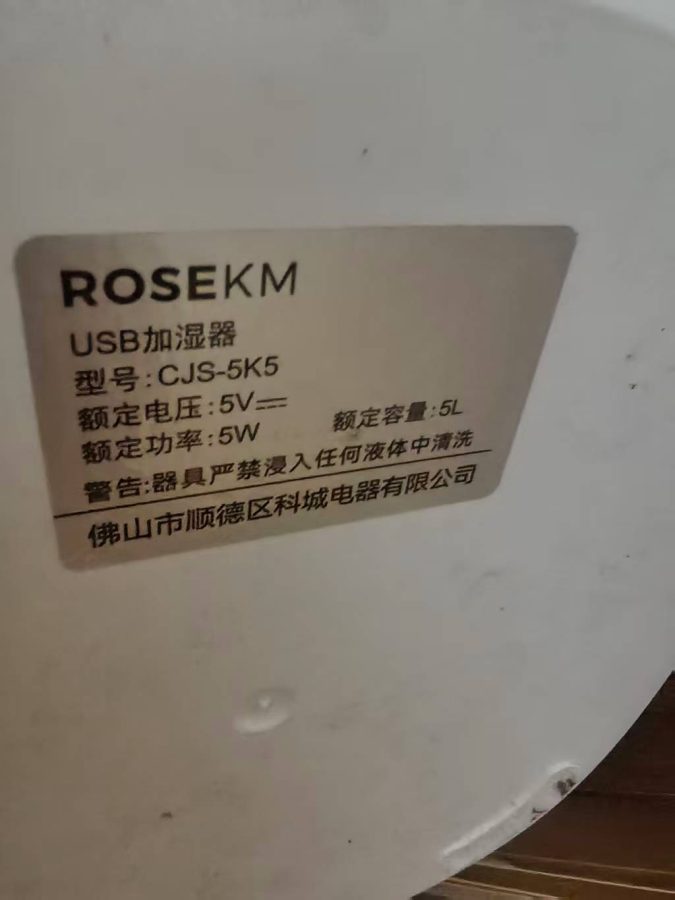 ROSEKM
USB加湿器
型号:CJS-5K5
额定电压:5V⎓
额定功率:5W 额定容量:5L
警告:器具严禁浸入任何液体中清洗
佛山市顺德区科城电器有限公司